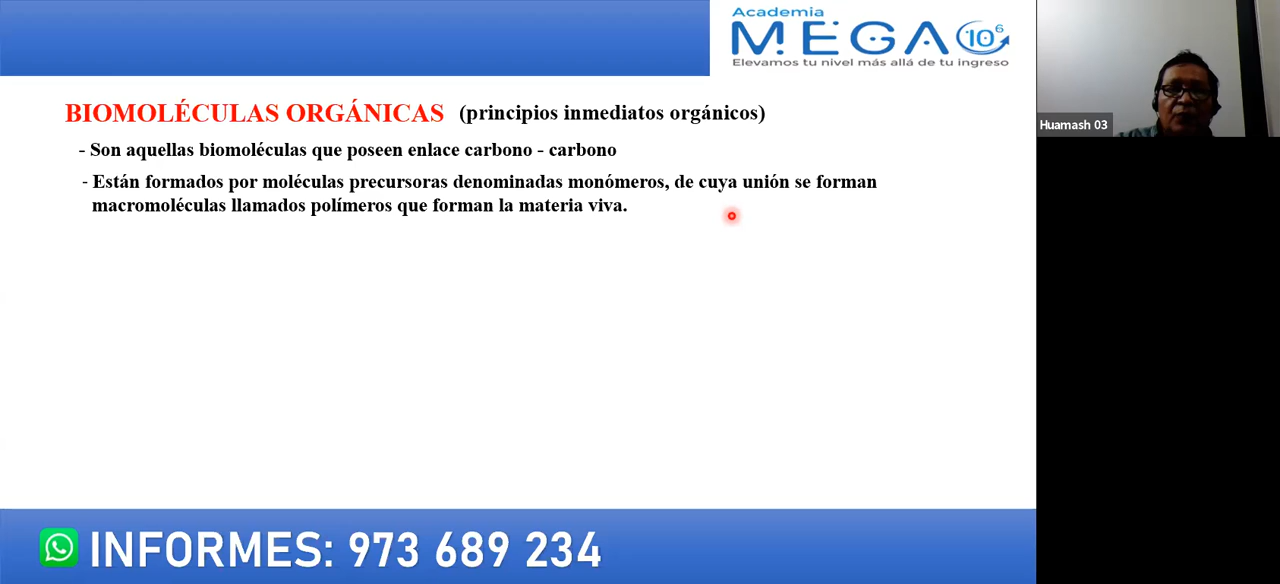 Academia
MEGA 10⁶
Elevamos tu nivel más allá de tu ingreso
BIOMOLÉCULAS ORGÁNICAS (principios inmediatos orgánicos)
- Son aquellas biomoléculas que poseen enlace carbono - carbono
- Están formados por moléculas precursoras denominadas monómeros, de cuya unión se forman
macromoléculas llamados polímeros que forman la materia viva.
Huamash 03
INFORMES: 973 689 234